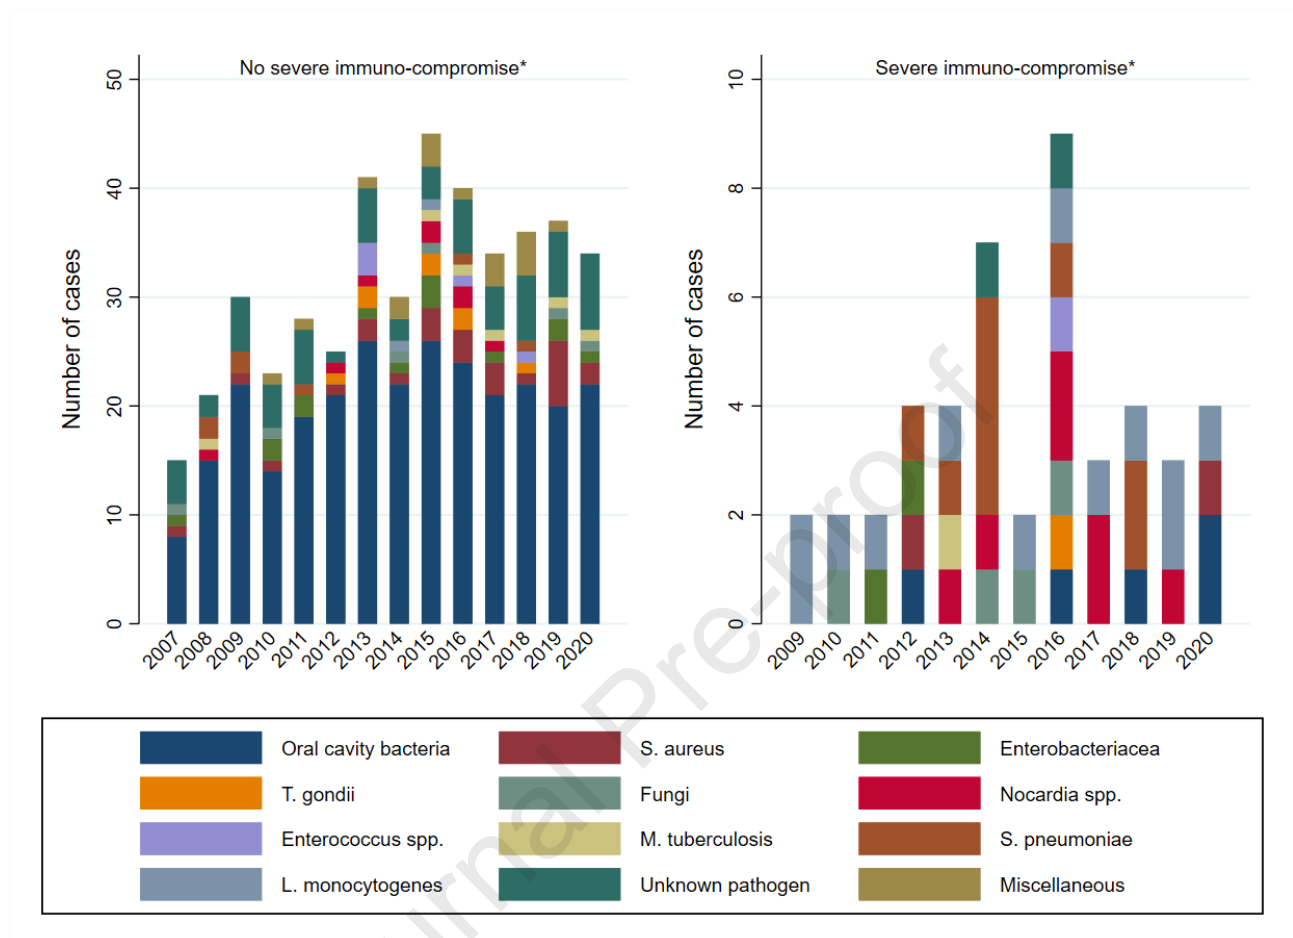 No severe immuno-compromise*
Number of cases
50
40
30
20
10
0
2007 2008 2009 2010 2011 2012 2013 2014 2015 2016 2017 2018 2019 2020
Severe immuno-compromise*
Number of cases
10
8
6
4
2
0
2009 2010 2011 2012 2013 2014 2015 2016 2017 2018 2019 2020
Oral cavity bacteria S. aureus Enterobacteriacea
T. gondii Fungi Nocardia spp.
Enterococcus spp. M. tuberculosis S. pneumoniae
L. monocytogenes Unknown pathogen Miscellaneous
urnal Pre-proof